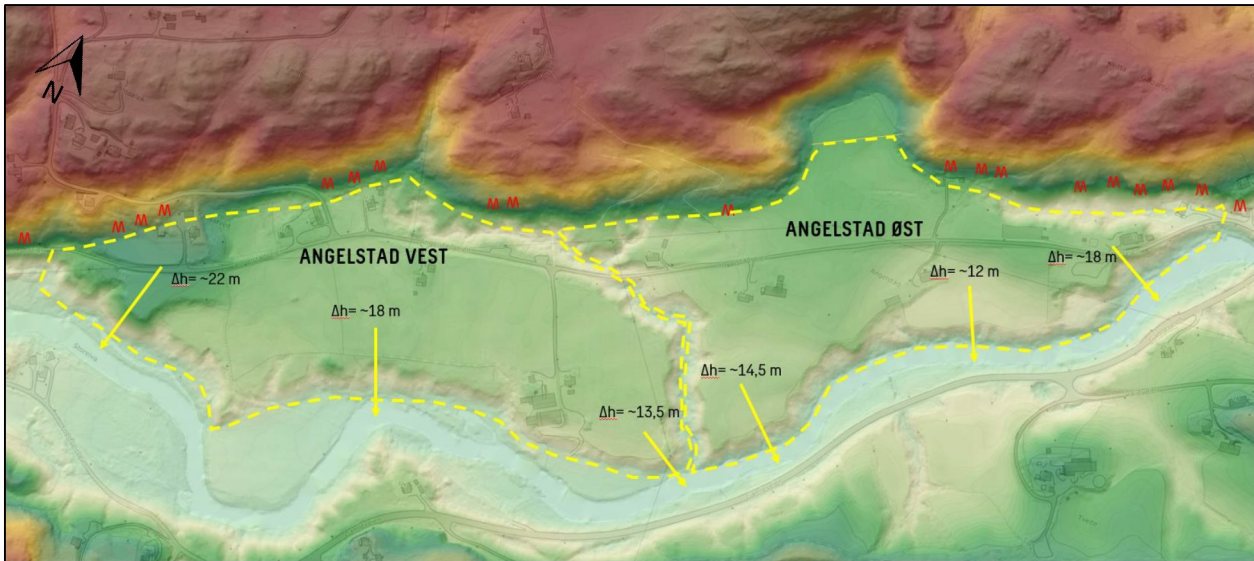 N
M
M M M
M M M
M M
M
M M M
M M M M M
M
ANGELSTAD VEST
ANGELSTAD ØST
Δh= ~22 m
Δh= ~18 m
Δh= ~13,5 m
Δh= ~14,5 m
Δh= ~12 m
Δh= ~18 m